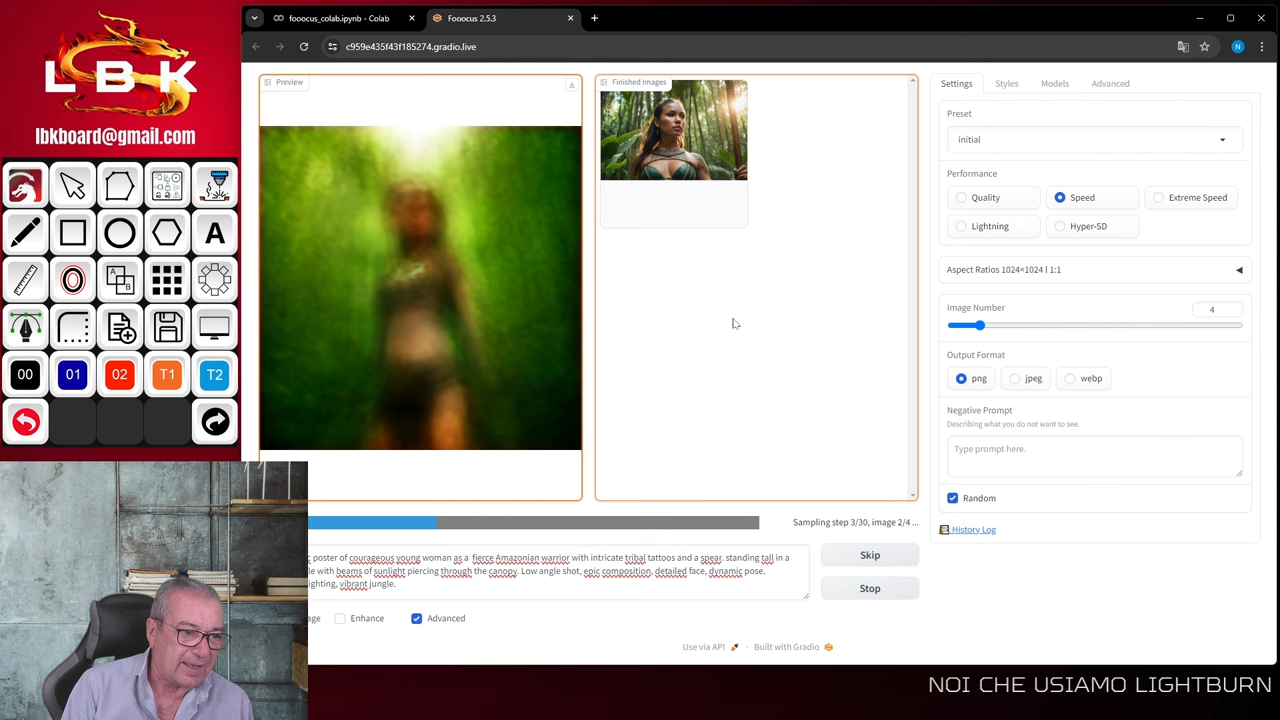 fooocus_colab.ipynb - Colab
Fooocus 2.5.3
c959e435f43f185274.gradio.live
LBK
lbkboard@gmail.com
A
A
B
00
01
02
T1
T2
Preview
Finished Images
Sampling step 3/30, image 2/4 ...
poster of courageous young woman as a fierce Amazonian warrior with intricate tribal tattoos and a spear, standing tall in a
with beams of sunlight piercing through the canopy. Low angle shot, epic composition, detailed face, dynamic pose.
ighting, vibrant jungle.
Skip
Stop
Enhance
Advanced
Settings
Styles
Models
Advanced
Preset
initial
Performance
Quality
Speed
Extreme Speed
Lightning
Hyper-SD
Aspect Ratios 1024×1024 | 1:1
Image Number
4
Output Format
png
jpeg
webp
Negative Prompt
Describing what you do not want to see.
Type prompt here.
Random
History Log
Use via API
· Built with Gradio
N
NOI CHE USIAMO LIGHTBURN